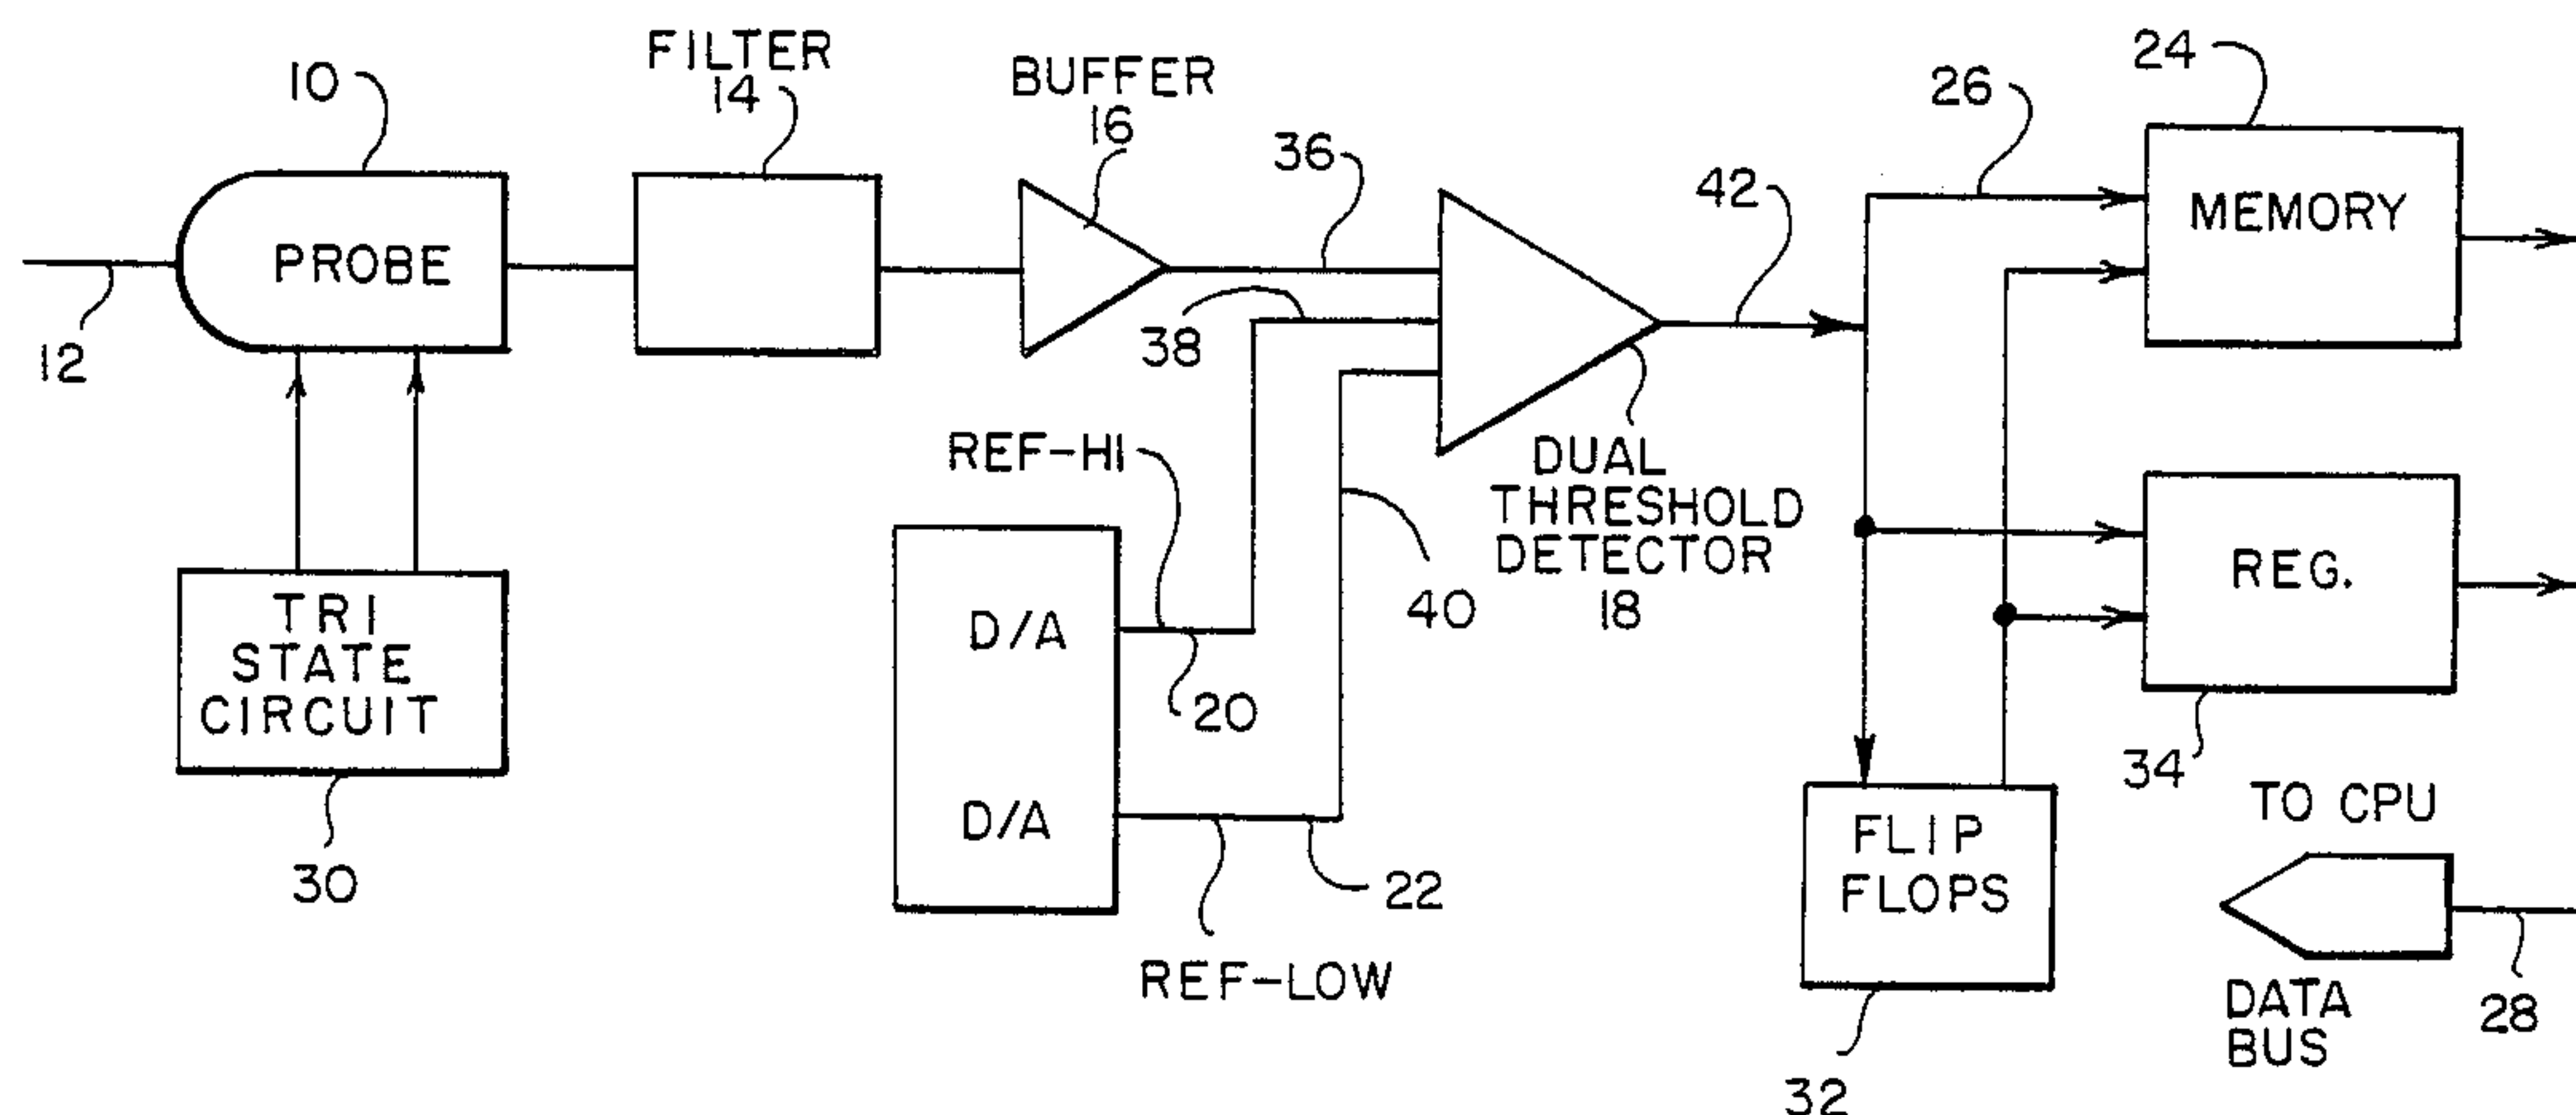 10
FILTER
14
BUFFER
16
36
42
26
24
PROBE
MEMORY
12
38
REF-HI
DUAL
THRESHOLD
DETECTOR
18
40
REG.
TRI
STATE
CIRCUIT
D/A
20
30
D/A
22
REF-LOW
34
TO CPU
FLIP
FLOPS
DATA
BUS
28
32